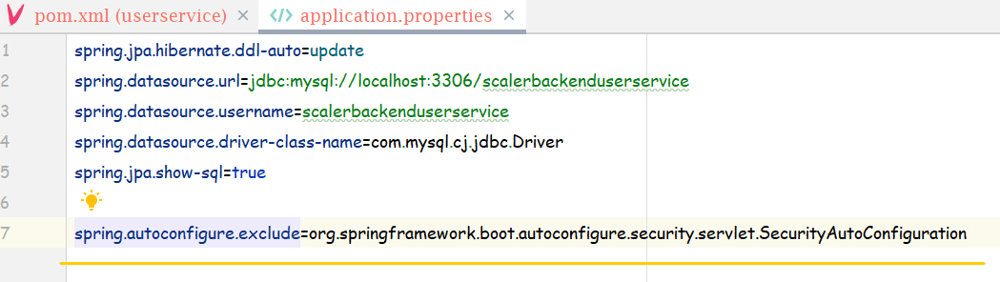 pom.xml (userservice)
application.properties
1 spring.jpa.hibernate.ddl-auto=update
2 spring.datasource.url=jdbc:mysql://localhost:3306/scalerbackenduserservice
3 spring.datasource.username=scalerbackenduserservice
4 spring.datasource.driver-class-name=com.mysql.cj.jdbc.Driver
5 spring.jpa.show-sql=true
6
7 spring.autoconfigure.exclude=org.springframework.boot.autoconfigure.security.servlet.SecurityAutoConfiguration